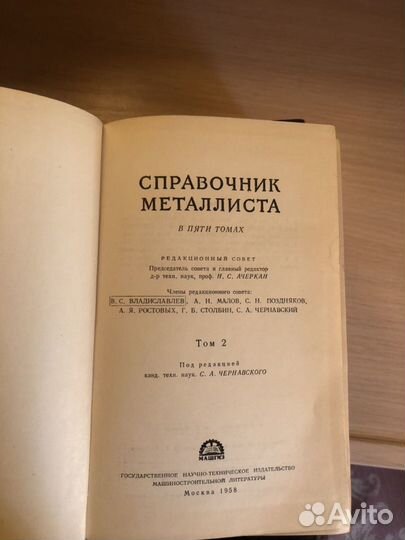 СПРАВОЧНИК
МЕТАЛЛИСТА
В ПЯТИ ТОМАХ
РЕДАКЦИОННЫЙ СОВЕТ
Председатель совета и главный редактор
д-р техн. наук, проф. Н. С. АЧЕРКАН
Члены редакционного совета:
В. С. ВЛАДИСЛАВЛЕВ, А. Н. МАЛОВ, С. Н. ПОЗДНЯКОВ,
А. Я. РОСТОВЫХ, Г. Б. СТОЛБИН, С. А. ЧЕРНАВСКИЙ
Том 2
Под редакцией
канд. техн. наук С. А. ЧЕРНАВСКОГО
МАШГИЗ
ГОСУДАРСТВЕННОЕ НАУЧНО-ТЕХНИЧЕСКОЕ ИЗДАТЕЛЬСТВО
МАШИНОСТРОИТЕЛЬНОЙ ЛИТЕРАТУРЫ
Москва 1958
Avito